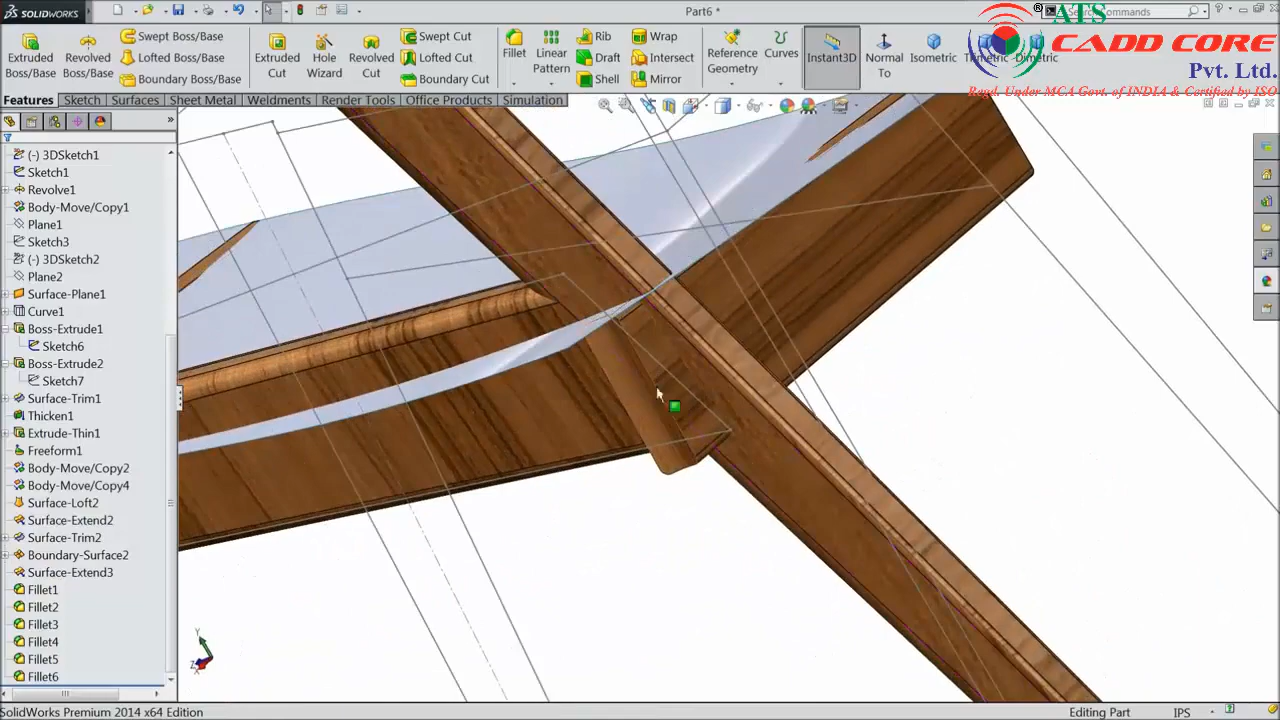 SOLIDWORKS
Part6 *
Commands
ATS
®
CADD CORE
Pvt. Ltd.
Regd. Under MCA Govt. of INDIA & Certified by ISO
Extruded Boss/Base
Revolved Boss/Base
Swept Boss/Base
Lofted Boss/Base
Boundary Boss/Base
Extruded Cut
Hole Wizard
Revolved Cut
Swept Cut
Lofted Cut
Boundary Cut
Fillet
Linear Pattern
Rib
Draft
Shell
Wrap
Intersect
Mirror
Reference Geometry
Curves
Instant3D
Normal To
Isometric
Features
Sketch
Surfaces
Sheet Metal
Weldments
Render Tools
Office Products
Simulation
(-) 3DSketch1
Sketch1
Revolve1
Body-Move/Copy1
Plane1
Sketch3
(-) 3DSketch2
Plane2
Surface-Plane1
Curve1
Boss-Extrude1
Sketch6
Boss-Extrude2
Sketch7
Surface-Trim1
Thicken1
Extrude-Thin1
Freeform1
Body-Move/Copy2
Body-Move/Copy4
Surface-Loft2
Surface-Extend2
Surface-Trim2
Boundary-Surface2
Surface-Extend3
Fillet1
Fillet2
Fillet3
Fillet4
Fillet5
Fillet6
Y
Z
X
SolidWorks Premium 2014 x64 Edition
Editing Part
IPS